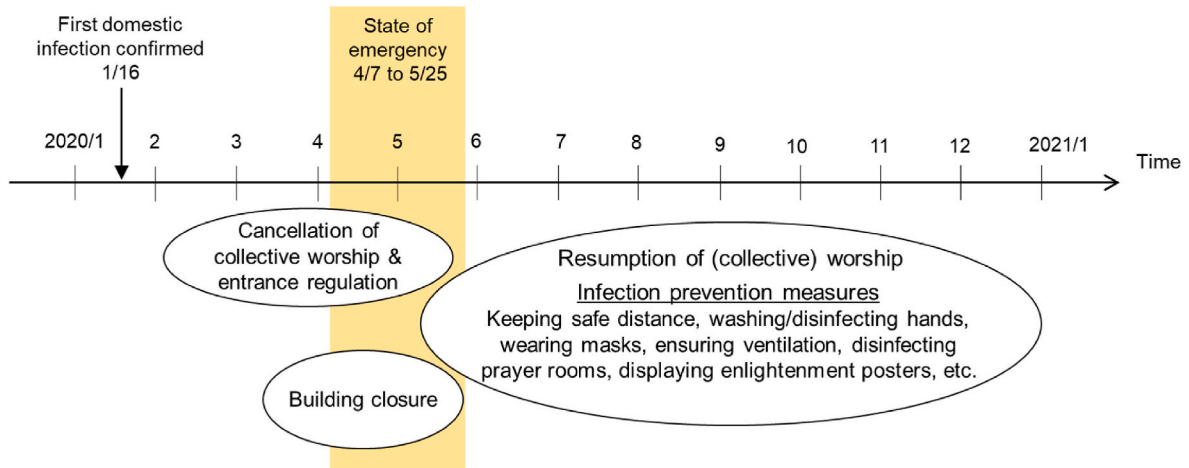 First domestic
infection confirmed
1/16
State of
emergency
4/7 to 5/25
2020/1 2 3 4 5 6 7 8 9 10 11 12 2021/1
Time
Cancellation of
collective worship &
entrance regulation
Resumption of (collective) worship
Infection prevention measures
Keeping safe distance, washing/disinfecting hands,
wearing masks, ensuring ventilation, disinfecting
prayer rooms, displaying enlightenment posters, etc.
Building closure